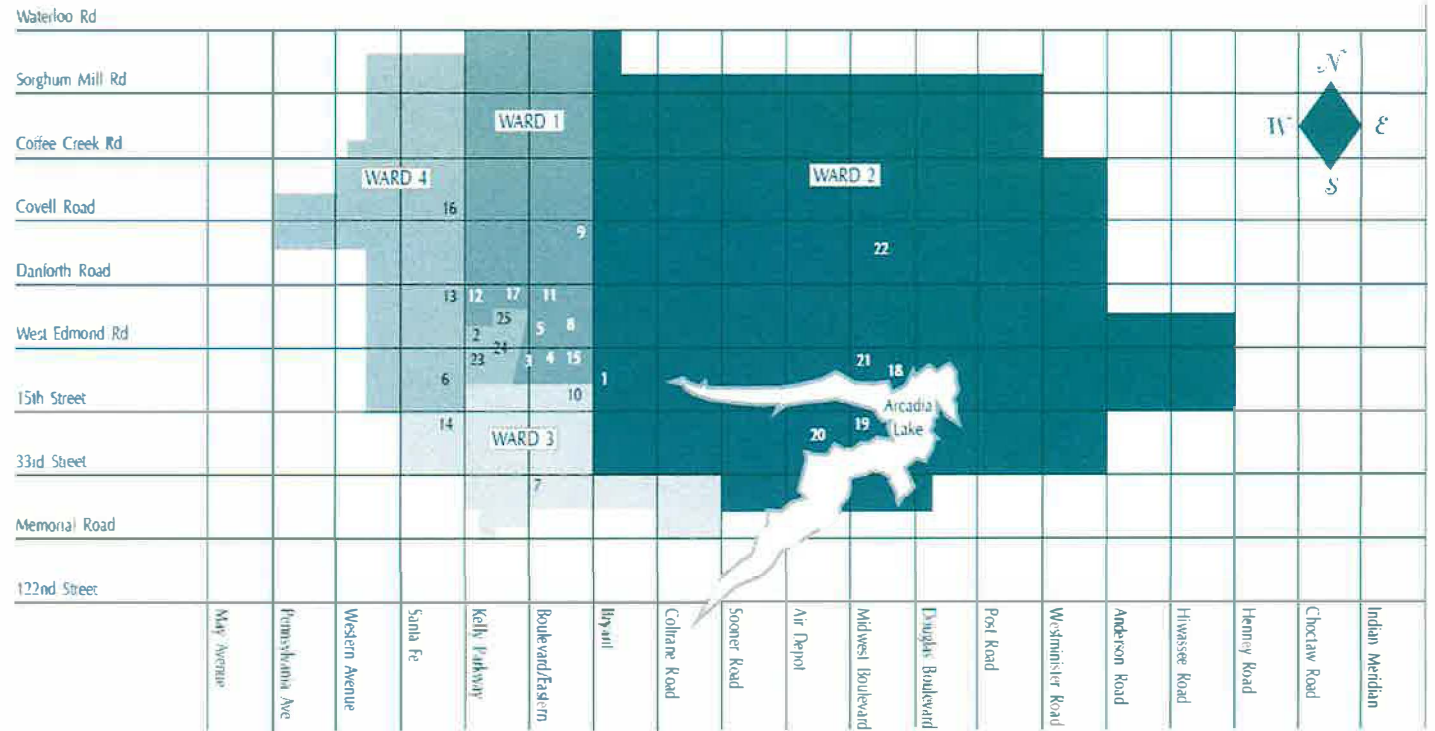 Waterloo Rd
N
Sorghum Mill Rd
WARD 1
W
E
Coffee Creek Rd
WARD 4
WARD 2
S
Covell Road
16
9
22
Danforth Road
13
12
17
11
25
5
8
West Edmond Rd
2
24
23
3
4
15
21
18
6
1
15th Street
10
Arcadia
Lake
14
WARD 3
20
19
33rd Street
7
Memorial Road
122nd Street
May Avenue
Pennsylvania Ave
Western Avenue
Santa Fe
Kelly Parkway
Boulevard/Eastern
Bryant
Coltrane Road
Sooner Road
Air Depot
Midwest Boulevard
Douglas Boulevard
Post Road
Westminister Road
Anderson Road
Hiwassee Road
Henney Road
Choctaw Road
Indian Meridian